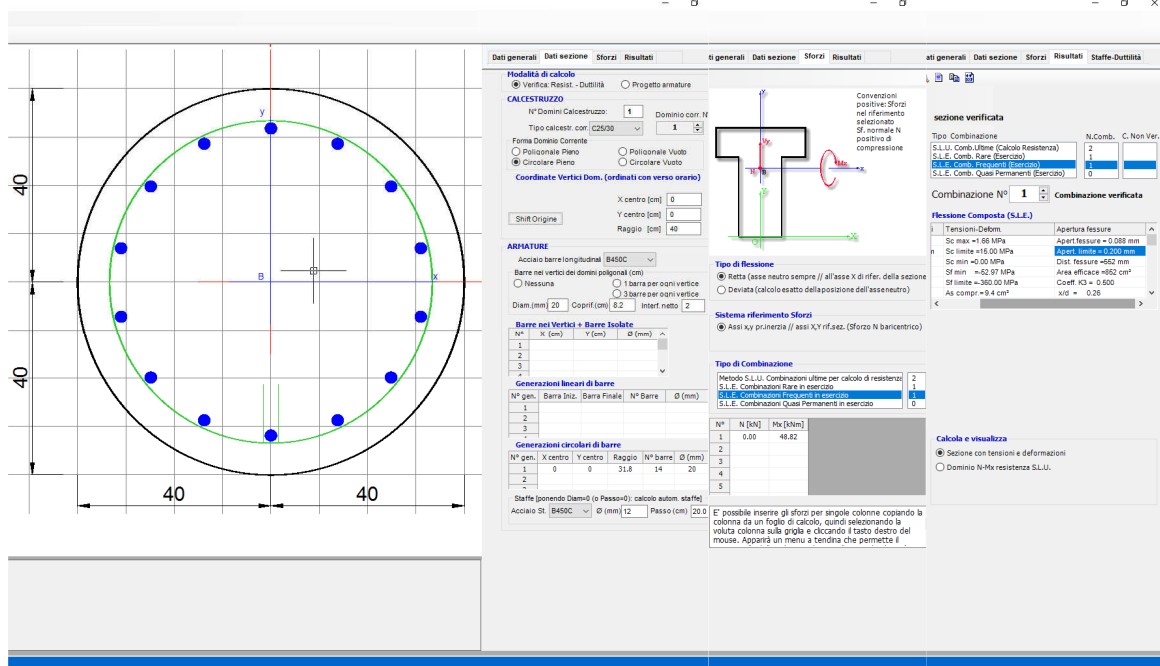 y
x
B
40
40
40
40
Dati generali Dati sezione Sforzi Risultati
Modalità di calcolo
Verifica: Resist. - Duttilità Progetto armature
CALCESTRUZZO
N° Domini Calcestruzzo: 1 Dominio corr. N
Tipo calcestr. corr. C25/30 1
Forma Dominio Corrente
Poligonale Pieno Poligonale Vuoto
Circolare Pieno Circolare Vuoto
Coordinate Vertici Dom. (ordinati con verso orario)
X centro [cm] 0
Y centro [cm] 0
Shift Origine
Raggio [cm] 40
ARMATURE
Acciaio barre longitudinali B450C
Barre nei vertici dei domini poligonali (cm)
Nessuna 1 barra per ogni vertice
3 barre per ogni vertice
Diam.(mm) 20 Coprif.(cm) 8.2 Interf. netto 2
Barre nei Vertici + Barre Isolate
N° X (cm) Y (cm) Ø (mm)
1
2
3
Generazioni lineari di barre
N° gen. Barra Iniz. Barra Finale N° Barre Ø (mm)
1
2
3
Generazioni circolari di barre
N° gen. X centro Y centro Raggio N° barre Ø (mm)
1 0 0 31.8 14 20
2
Staffe [ponendo Diam=0 (o Passo=0): calcolo autom. staffe]
Acciaio St. B450C Ø (mm) 12 Passo (cm) 20.0
ti generali Dati sezione Sforzi Risultati
Convenzioni
positive: Sforzi
nel riferimento
selezionato
Sf. normale N
positivo di
compressione
y
Vy
Mx
N B
x
y
O
X
Tipo di flessione
Retta (asse neutro sempre // all'asse X di rifer. della sezione
Deviata (calcolo esatto della posizione dell'asse neutro)
Sistema riferimento Sforzi
Assi x,y pr.inerzia // assi X,Y rif.sez. (Sforzo N baricentrico)
Tipo di Combinazione
Metodo S.L.U. Combinazioni ultime per calcolo di resistenza 2
S.L.E. Combinazioni Rare in esercizio 1
S.L.E. Combinazioni Frequenti in esercizio 1
S.L.E. Combinazioni Quasi Permanenti in esercizio 0
N° N [kN] Mx [kNm]
1 0.00 48.82
2
3
4
5
E' possibile inserire gli sforzi per singole colonne copiando la
colonna da un foglio di calcolo, quindi selezionando la
voluta colonna sulla griglia e cliccando il tasto destro del
mouse. Apparirà un menu a tendina che permette il
ati generali Dati sezione Sforzi Risultati Staffe-Duttilità
sezione verificata
Tipo Combinazione N.Comb. C. Non Ver.
S.L.U. Comb.Ultime (Calcolo Resistenza) 2
S.L.E. Comb. Rare (Esercizio) 1
S.L.E. Comb. Frequenti (Esercizio) 1
S.L.E. Comb. Quasi Permanenti (Esercizio) 0
Combinazione N° 1 Combinazione verificata
Flessione Composta (S.L.E.)
Tensioni-Deform. Apertura fessure
Sc max =1.66 MPa Apert.fessure = 0.088 mm
Sc limite =15.00 MPa Apert. limite = 0.200 mm
Sc min =0.00 MPa Dist. fessure =552 mm
Sf min =-52.97 MPa Area efficace =852 cm²
Sf limite =-360.00 MPa Coeff. K3 = 0.500
As compr.= 9.4 cm² x/d = 0.26
Calcola e visualizza
Sezione con tensioni e deformazioni
Dominio N-Mx resistenza S.L.U.